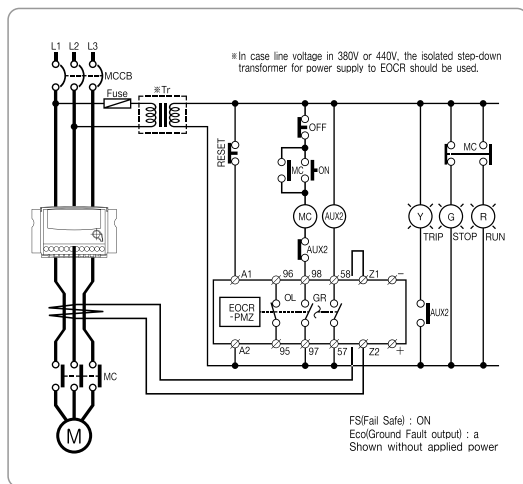 L1 L2 L3
MCCB
※In case line voltage in 380V or 440V, the isolated step-down
transformer for power supply to EOCR should be used.
Fuse
※Tr
RESET
OFF
MC
ON
MC
MC
AUX2
Y
G
R
TRIP
STOP
RUN
AUX2
A1 96 98 58 Z1 −
EOCR
-PMZ
OL
GR
AUX2
A2 95 97 57 Z2 +
MC
M
FS(Fail Safe) : ON
Eco(Ground Fault output) : a
Shown without applied power